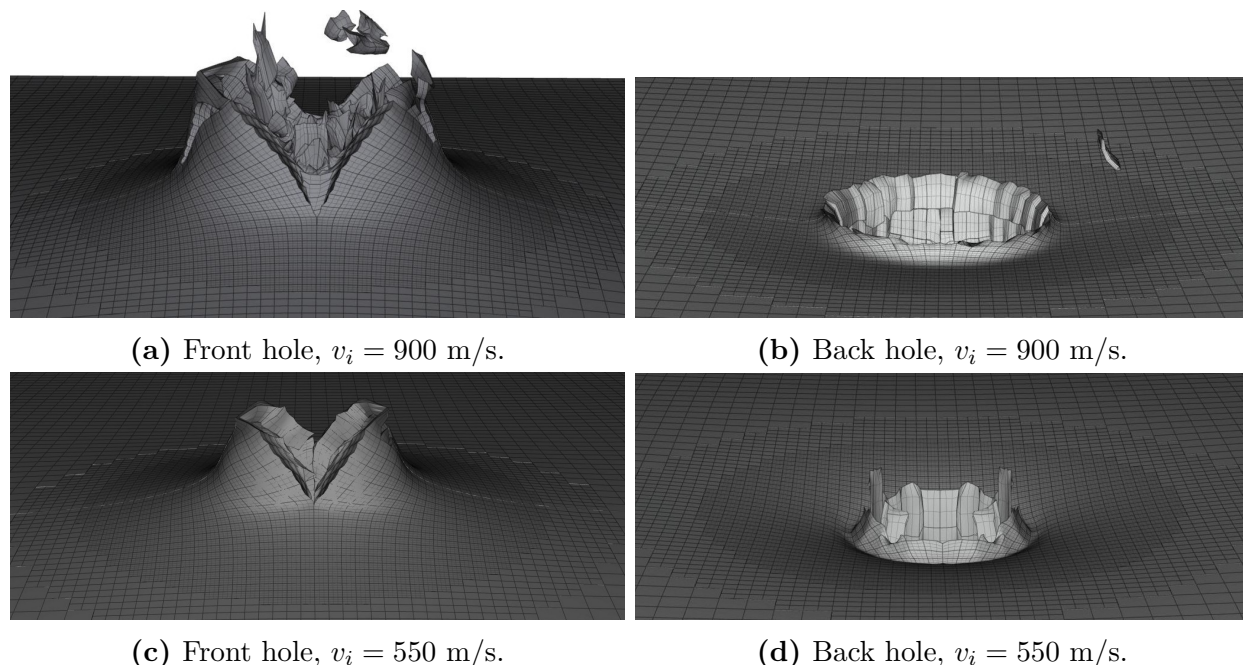 (a) Front hole, v_i = 900 m/s.
(b) Back hole, v_i = 900 m/s.
(c) Front hole, v_i = 550 m/s.
(d) Back hole, v_i = 550 m/s.